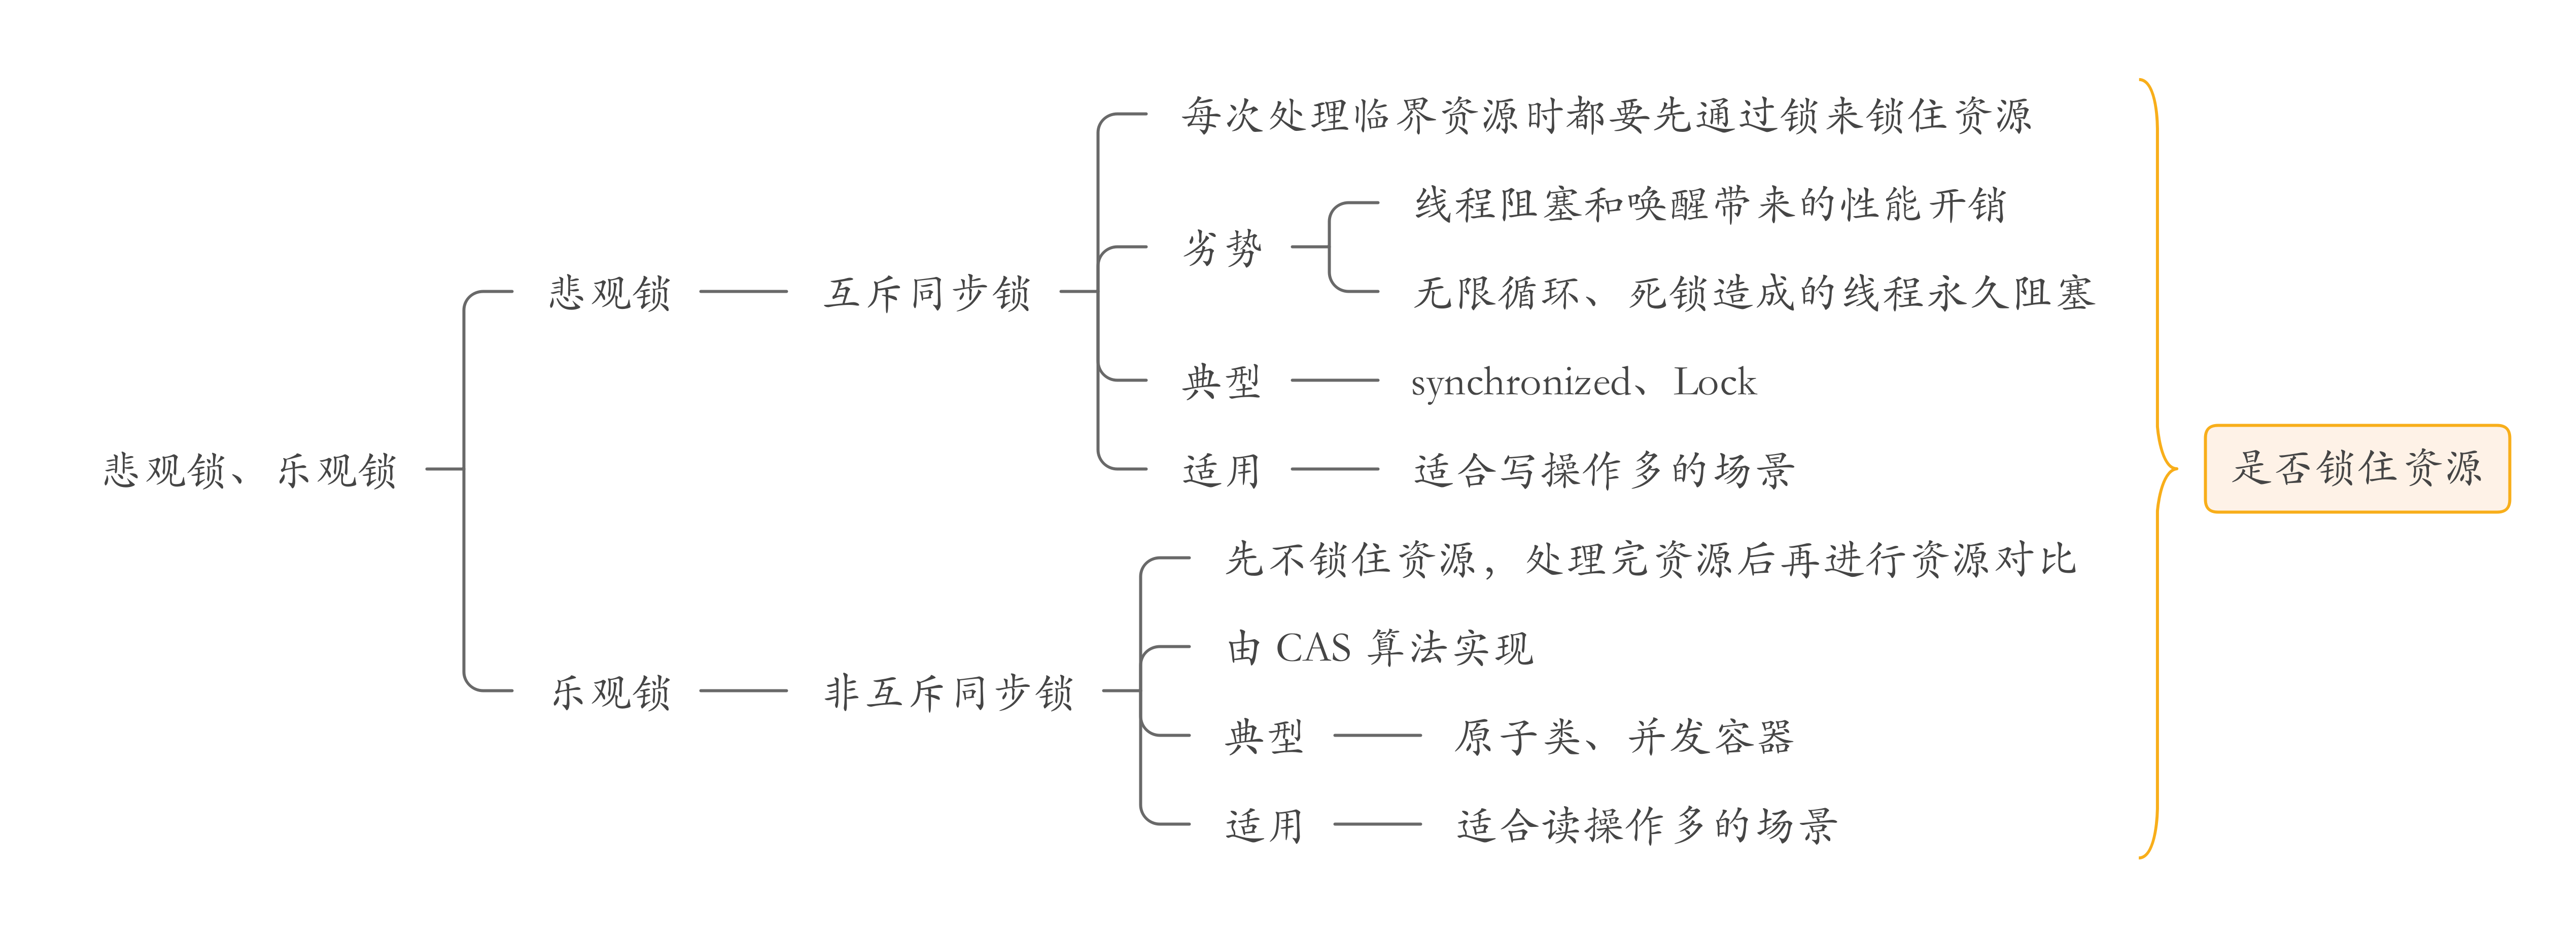 悲观锁、乐观锁
悲观锁
互斥同步锁
每次处理临界资源时都要先通过锁来锁住资源
劣势
线程阻塞和唤醒带来的性能开销
无限循环、死锁造成的线程永久阻塞
典型
synchronized、Lock
适用
适合写操作多的场景
乐观锁
非互斥同步锁
先不锁住资源，处理完资源后再进行资源对比
由 CAS 算法实现
典型
原子类、并发容器
适用
适合读操作多的场景
是否锁住资源